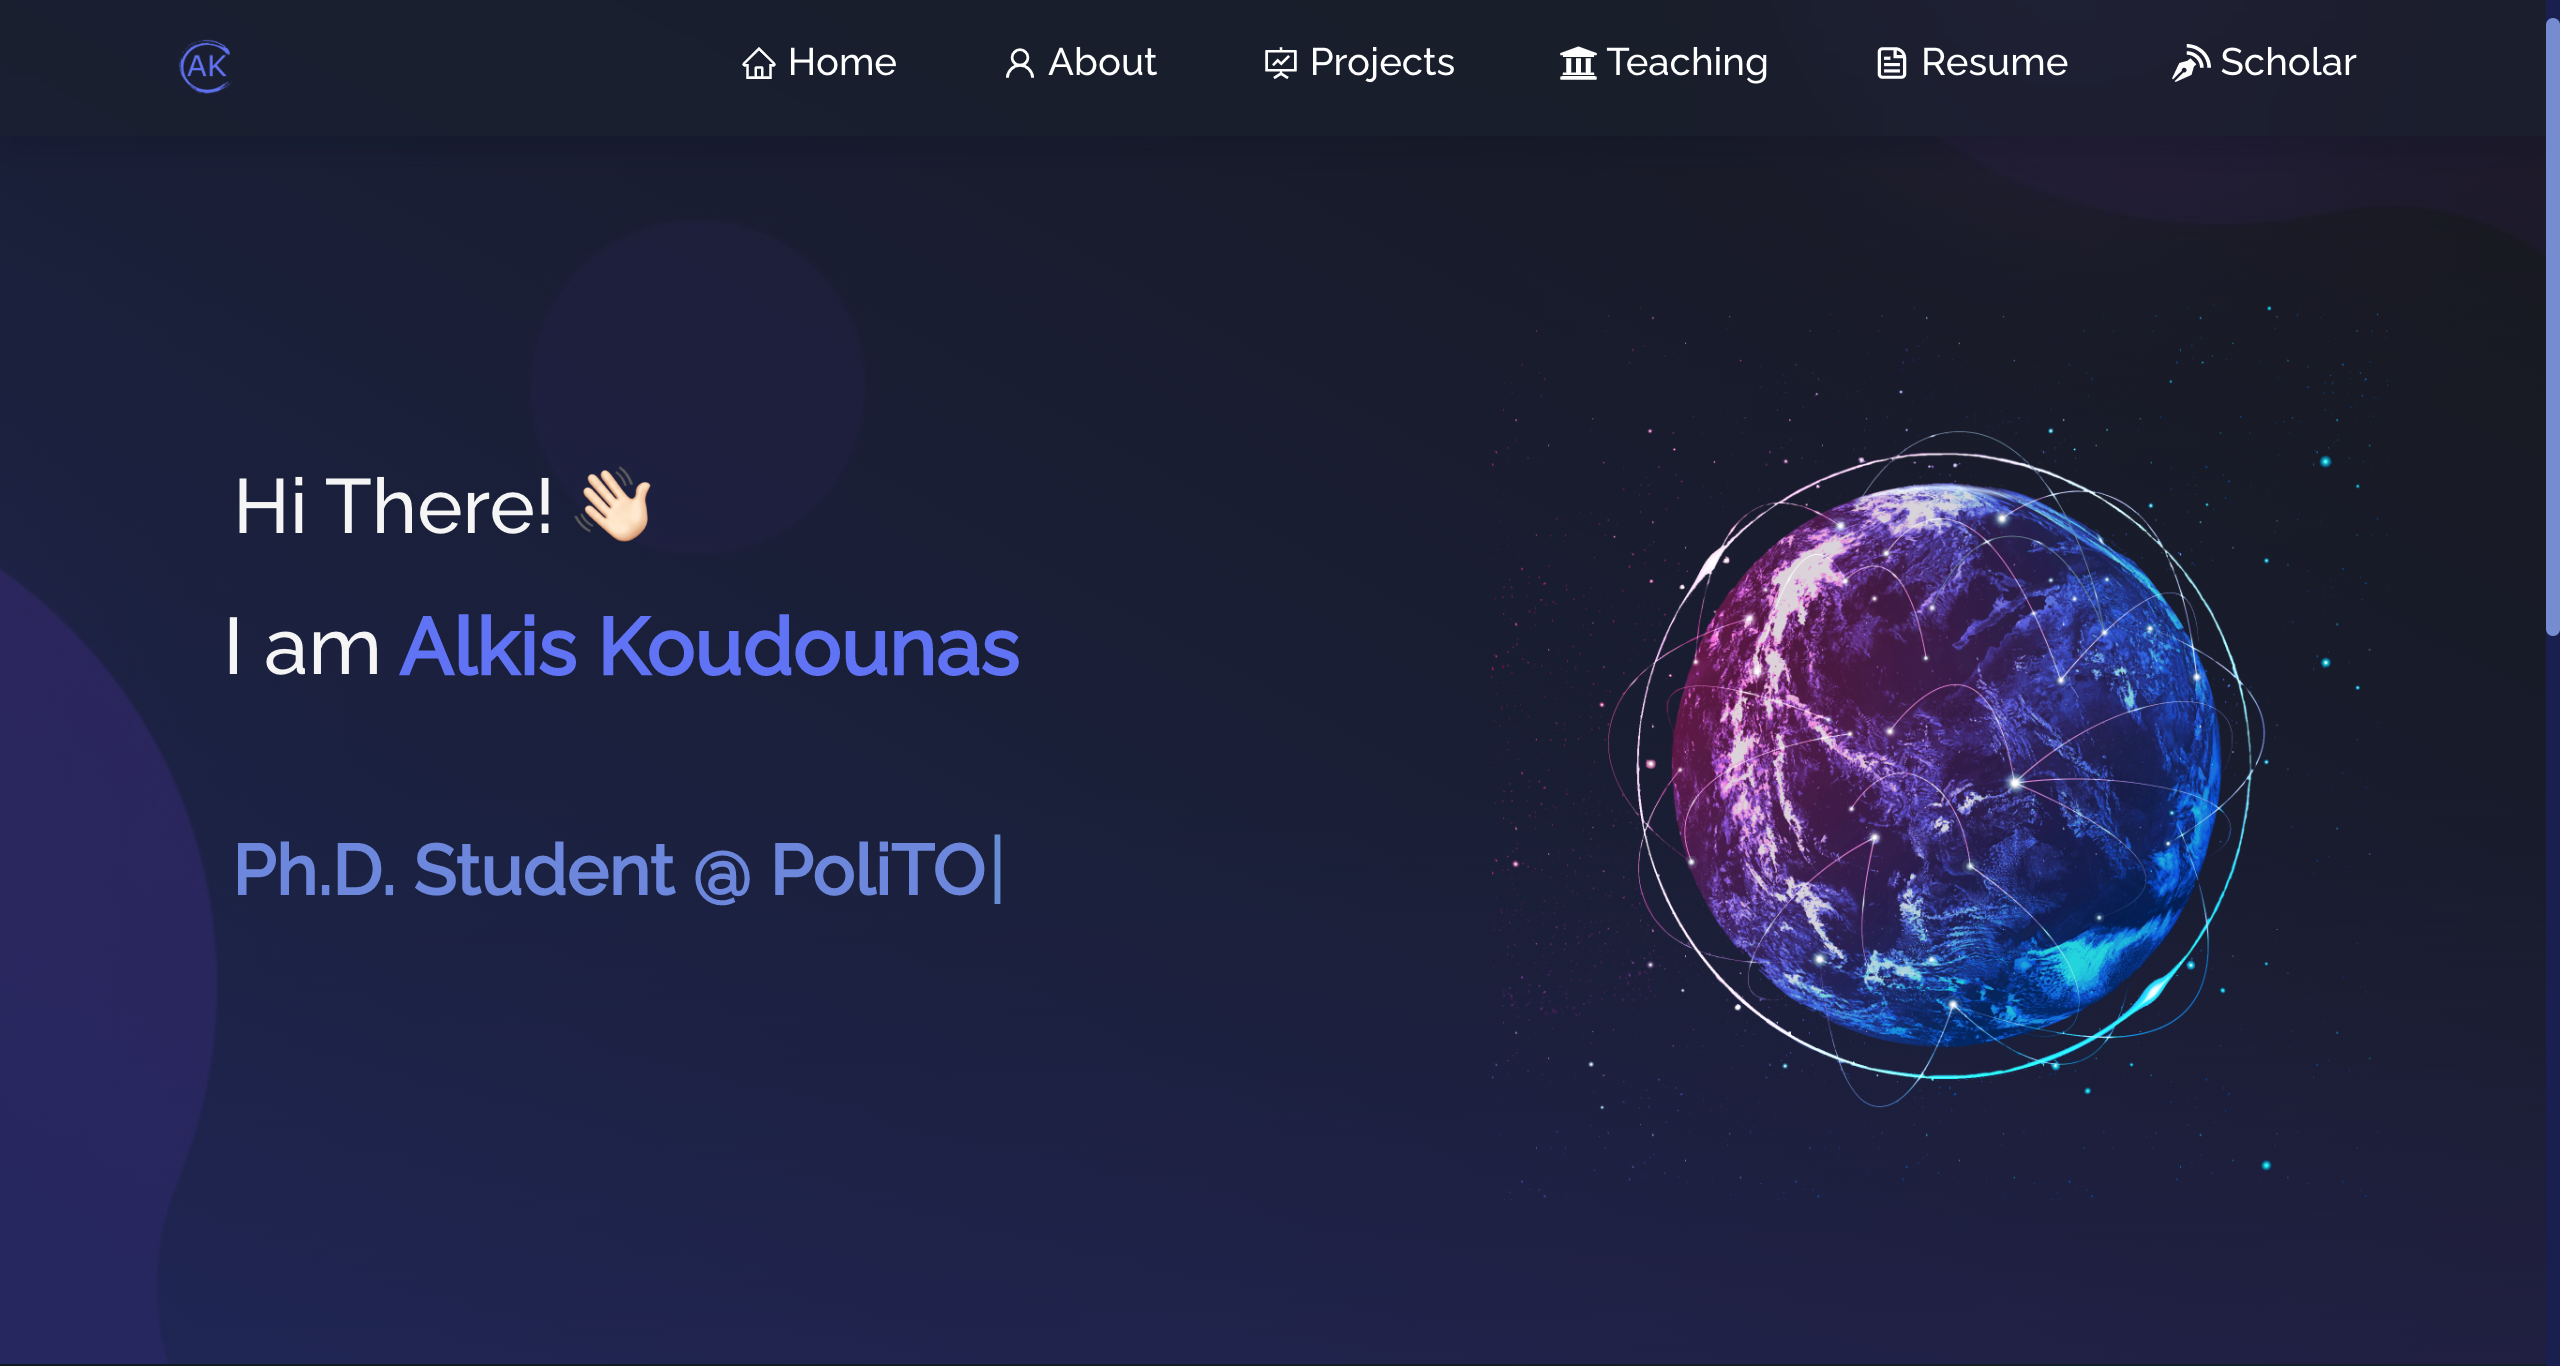 AK
Home About Projects Teaching Resume Scholar
Hi There! 👋🏻
I am Alkis Koudounas
Ph.D. Student @ PoliTO|